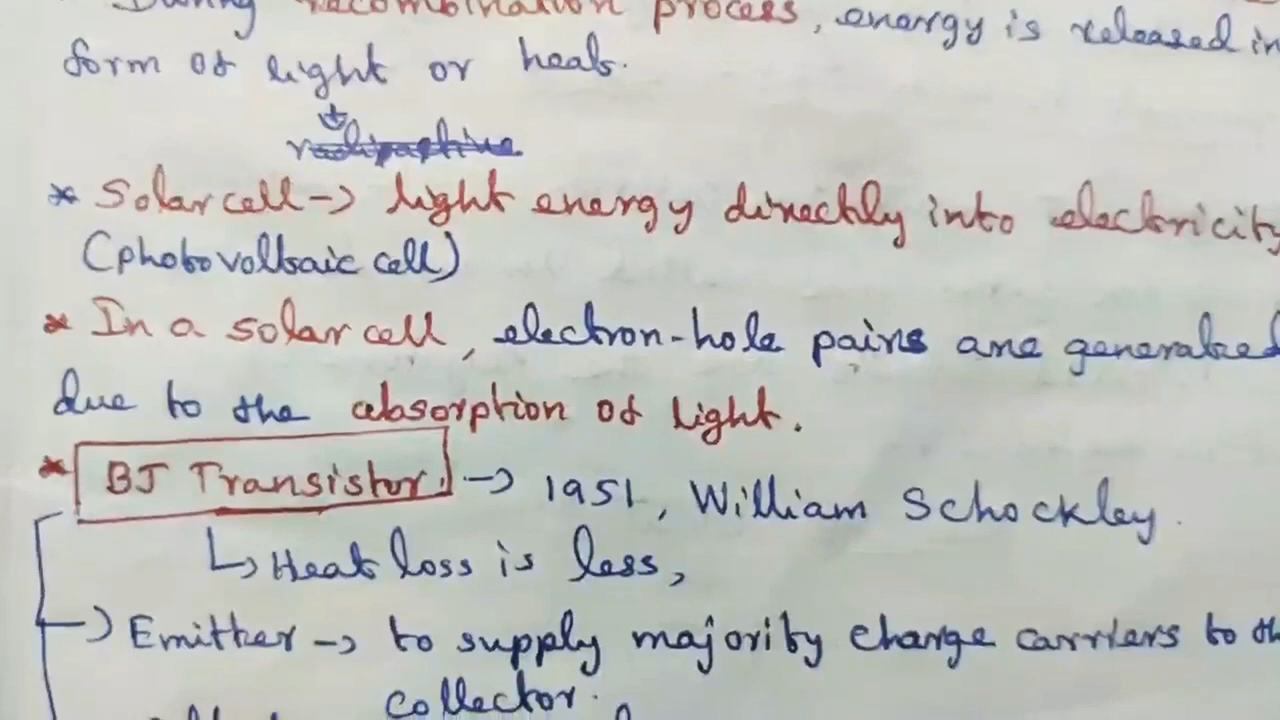 During recombination process, energy is released in
form of light or heat.
* Solar cell -> light energy directly into electricity
(photovoltaic cell)
* In a solar cell, electron-hole pairs are generated
due to the absorption of light.
* BJ Transistor. -> 1951, William Schockley.
↳ Heat loss is less,
-> Emitter -> to supply majority charge carriers to the
collector.